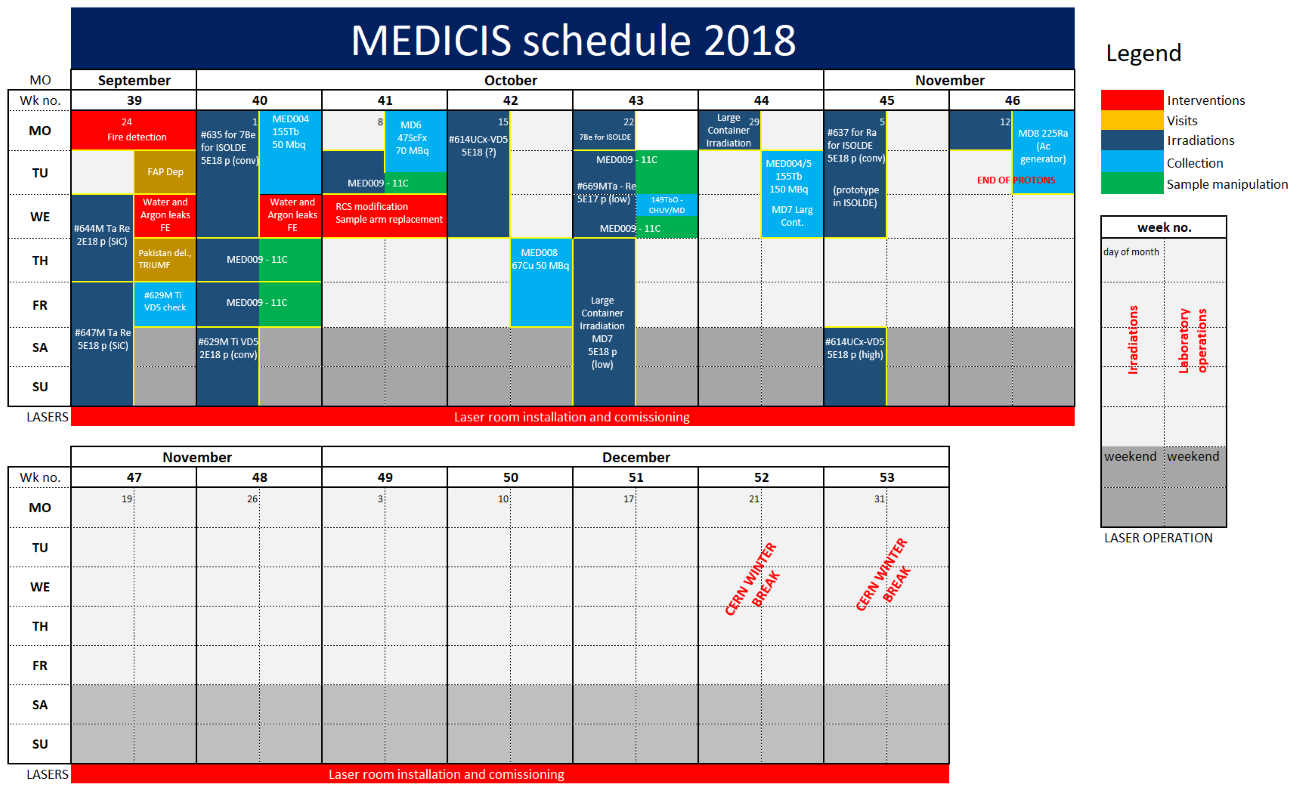 MEDICIS schedule 2018
Legend
MO September October November
Wk no. 39 40 41 42 43 44 45 46
Interventions
Visits
Irradiations
Collection
Sample manipulation
MO
24
Fire detection
1
#635 for 7Be
for ISOLDE
5E18 p (conv)
MED004
155Tb
50 MBq
8
MD6
47ScFx
70 MBq
15
#614UCx-VD5
5E18 (?)
22
7Be for ISOLDE
Large
Container 29
Irradiation
5
#637 for Ra
for ISOLDE
5E18 p (conv)
(prototype
in ISOLDE)
12
MD8 225Ra
(Ac
generator)
TU
FAP Dep
MED009 - 11C
MED009 - 11C
#669MTa - Re
5E17 p (low)
MED004/5
155Tb
150 MBq
MD7 Larg
Cont.
END OF PROTONS
WE
#644M Ta Re
2E18 p (SiC)
Water and
Argon leaks
FE
Water and
Argon leaks
FE
RCS modification
Sample arm replacement
149TbO -
CHUV/MD
MED009 - 11C
TH
Pakistan del.,
TRIUMF
MED009 - 11C
MED008
67Cu 50 MBq
FR
#629M Ti
VD5 check
MED009 - 11C
Large
Container
Irradiation
MD7
5E18 p
(low)
SA
#647M Ta Re
5E18 p (SiC)
#629M Ti VD5
2E18 p (conv)
#614UCx-VD5
5E18 p (high)
SU
LASERS Laser room installation and comissioning
week no.
day of month
Irradiations
Laboratory
operations
weekend weekend
LASER OPERATION
November December
Wk no. 47 48 49 50 51 52 53
MO 19 26 3 10 17 21 31
TU
WE
CERN WINTER
BREAK
CERN WINTER
BREAK
TH
FR
SA
SU
LASERS Laser room installation and comissioning